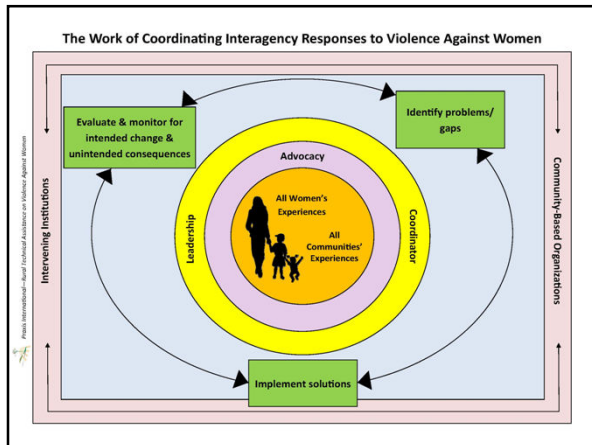 The Work of Coordinating Interagency Responses to Violence Against Women
Evaluate & monitor for
intended change &
unintended consequences
Identify problems/
gaps
Advocacy
All Women's
Experiences
All
Communities'
Experiences
Leadership
Coordinator
Intervening Institutions
Community-Based Organizations
Implement solutions
Praxis International—Rural Technical Assistance on Violence Against Women